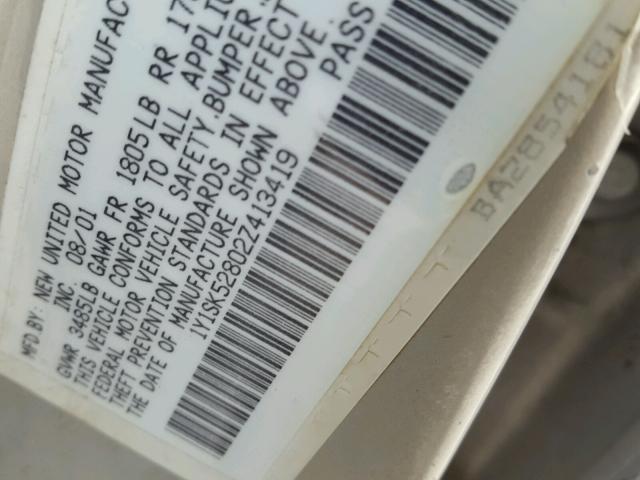 MFD BY: NEW UNITED MOTOR MANUFAC
INC. 08/01
GVWR 3485LB GAWR FR 1805LB RR 17
THIS VEHICLE CONFORMS TO ALL APPLIC
FEDERAL MOTOR VEHICLE SAFETY,BUMPER,
THEFT PREVENTION STANDARDS IN EFFECT
THE DATE OF MANUFACTURE SHOWN ABOVE.
1Y1SK52802Z413419 PASS
BA2854181